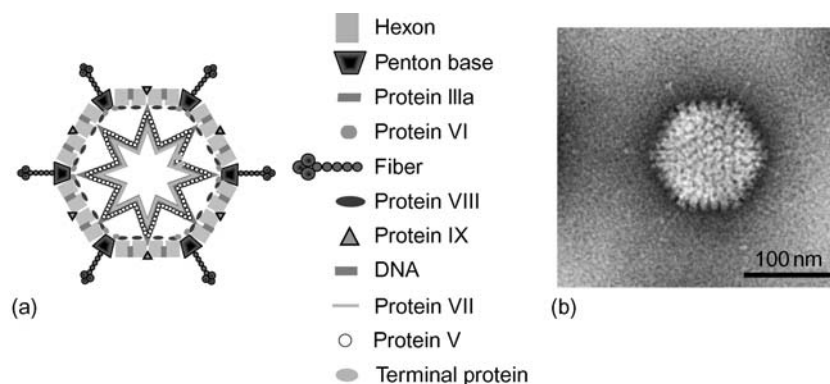 Hexon
Penton base
Protein IIIa
Protein VI
Fiber
Protein VIII
Protein IX
DNA
Protein VII
Protein V
Terminal protein
(a)
100 nm
(b)